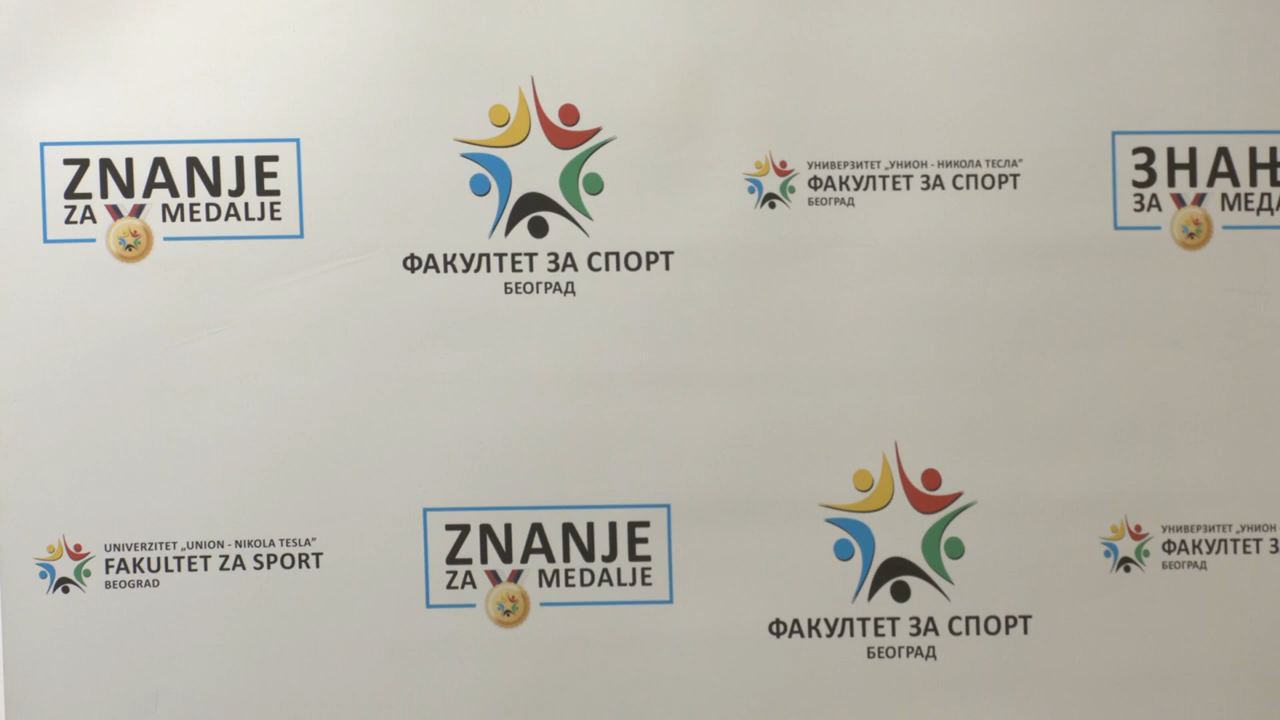 ZNANJE
ZA MEDALJE
ФАКУЛТЕТ ЗА СПОРТ
БЕОГРАД
УНИВЕРЗИТЕТ „УНИОН - НИКОЛА ТЕСЛА”
ФАКУЛТЕТ ЗА СПОРТ
БЕОГРАД
ЗНАЊ
ЗА МЕДА
UNIVERZITET „UNION - NIKOLA TESLA”
FAKULTET ZA SPORT
BEOGRAD
ZNANJE
ZA MEDALJE
ФАКУЛТЕТ ЗА СПОРТ
БЕОГРАД
УНИВЕРЗИТЕТ „УНИОН
ФАКУЛТЕТ З
БЕОГРАД